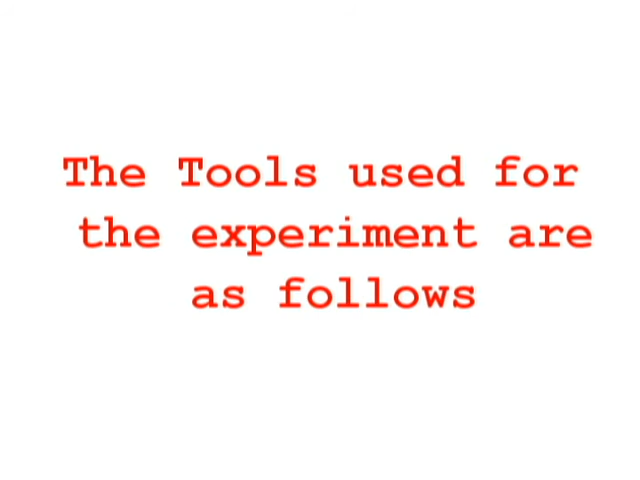 The Tools used for
the experiment are
as follows